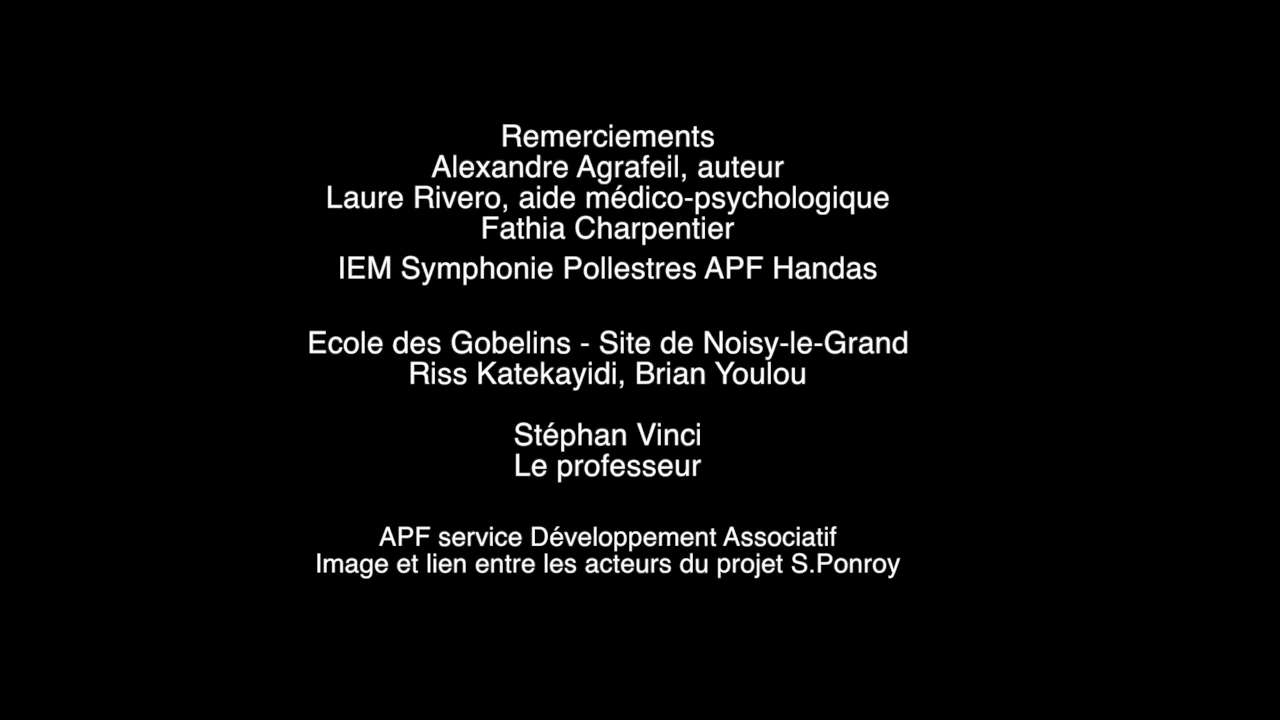 Remerciements
Alexandre Agrafeil, auteur
Laure Rivero, aide médico-psychologique
Fathia Charpentier
IEM Symphonie Pollestres APF Handas
Ecole des Gobelins - Site de Noisy-le-Grand
Riss Katekayidi, Brian Youlou
Stéphan Vinci
Le professeur
APF service Développement Associatif
Image et lien entre les acteurs du projet S.Ponroy